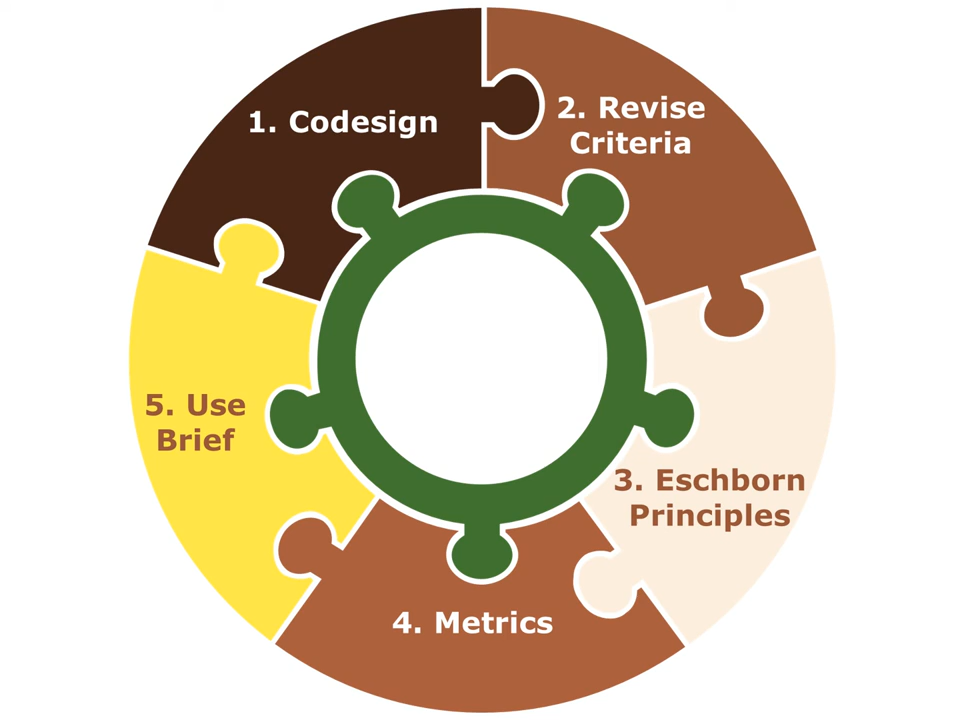 1. Codesign
2. Revise
Criteria
3. Eschborn
Principles
4. Metrics
5. Use
Brief